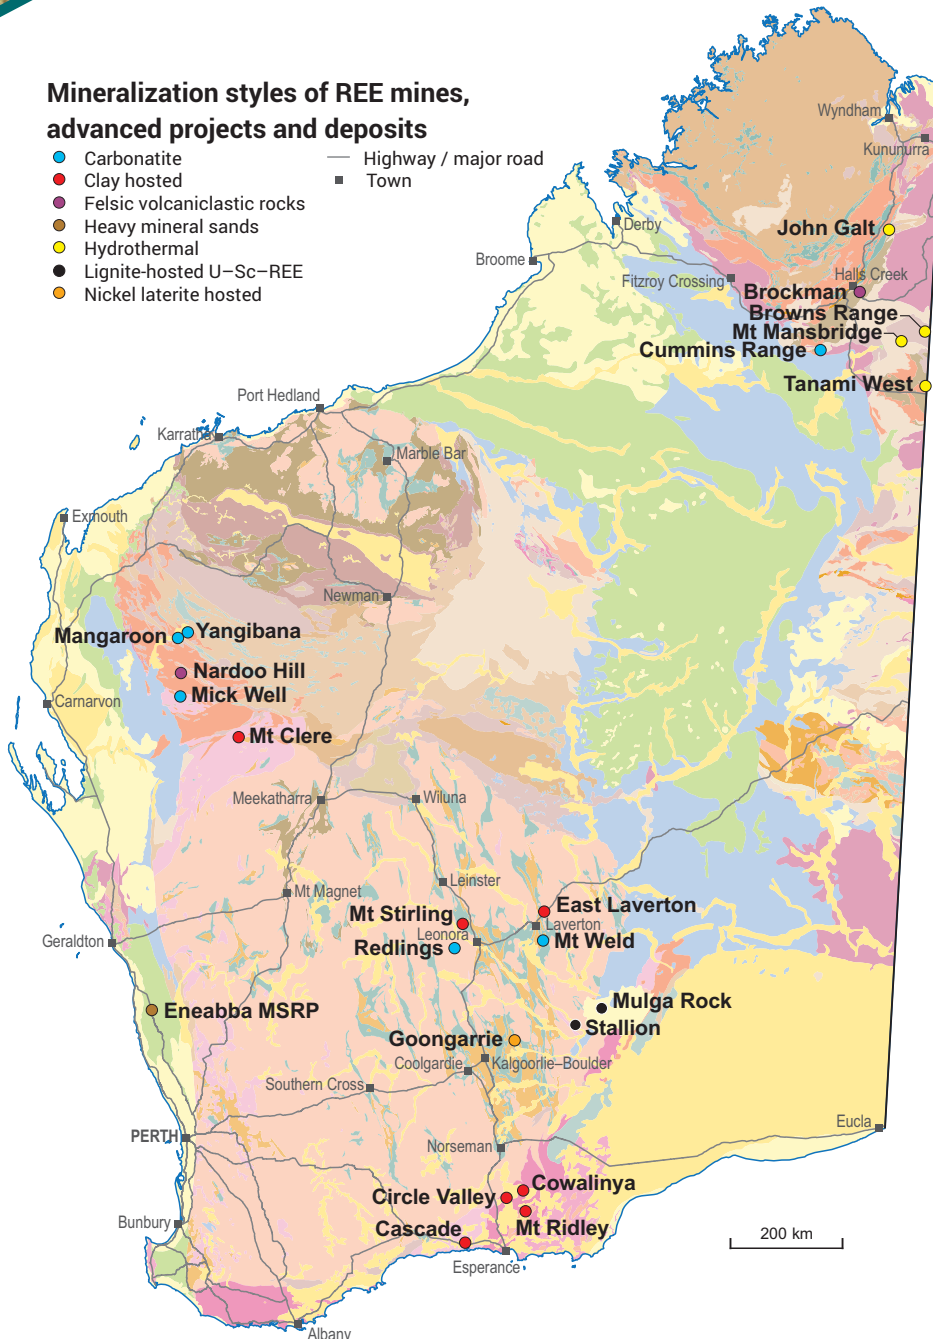 Mineralization styles of REE mines,
advanced projects and deposits
Carbonatite
Clay hosted
Felsic volcaniclastic rocks
Heavy mineral sands
Hydrothermal
Lignite-hosted U–Sc–REE
Nickel laterite hosted
Highway / major road
Town
Wyndham
Kununurra
John Galt
Derby
Broome
Fitzroy Crossing
Halls Creek
Brockman
Browns Range
Mt Mansbridge
Cummins Range
Tanami West
Port Hedland
Karratha
Marble Bar
Exmouth
Newman
Mangaroon
Yangibana
Nardoo Hill
Mick Well
Carnarvon
Mt Clere
Meekatharra
Wiluna
Leinster
Mt Magnet
East Laverton
Mt Stirling
Laverton
Leonora
Geraldton
Redlings
Mt Weld
Mulga Rock
Eneabba MSRP
Stallion
Goongarrie
Coolgardie
Kalgoorlie–Boulder
Southern Cross
Eucla
PERTH
Norseman
Cowalinya
Circle Valley
Bunbury
Cascade
Mt Ridley
200 km
Esperance
Albany